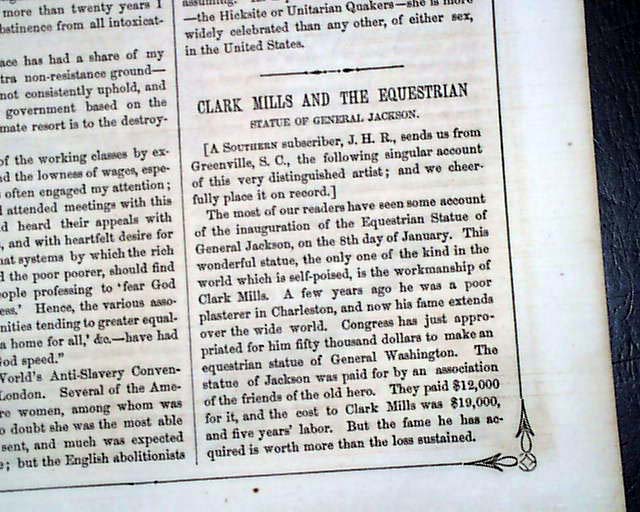 more than twenty years I
bstinence from all intoxicat-
ace has had a share of my
tra non-resistance ground—
not consistently uphold, and
government based on the
mate resort is to the destroy-
of the working classes by ex-
nd the lowness of wages, espe-
s often engaged my attention;
I attended meetings with this
d heard their appeals with
, and with heartfelt desire for
hat systems by which the rich
d the poor poorer, should find
eople professing to 'fear God
ess.' Hence, the various asso-
nities tending to greater equal-
a home for all,' &c.—have had
God speed."
World's Anti-Slavery Conven-
London. Several of the Ame-
re women, among whom was
o doubt she was the most able
sent, and much was expected
e; but the English abolitionists
assuming.
—the Hicksite or Unitarian Quakers—she is more
widely celebrated than any other, of either sex,
in the United States.
CLARK MILLS AND THE EQUESTRIAN
STATUE OF GENERAL JACKSON.
[A SOUTHERN subscriber, J. H. R., sends us from
Greenville, S. C., the following singular account
of this very distinguished artist; and we cheer-
fully place it on record.]
The most of our readers have seen some account
of the inauguration of the Equestrian Statue of
General Jackson, on the 8th day of January. This
wonderful statue, the only one of the kind in the
world which is self-poised, is the workmanship of
Clark Mills. A few years ago he was a poor
plasterer in Charleston, and now his fame extends
over the wide world. Congress has just appro-
priated for him fifty thousand dollars to make an
equestrian statue of General Washington. The
statue of Jackson was paid for by an association
of the friends of the old hero. They paid $12,000
for it, and the cost to Clark Mills was $19,000,
and five years' labor. But the fame he has ac-
quired is worth more than the loss sustained.